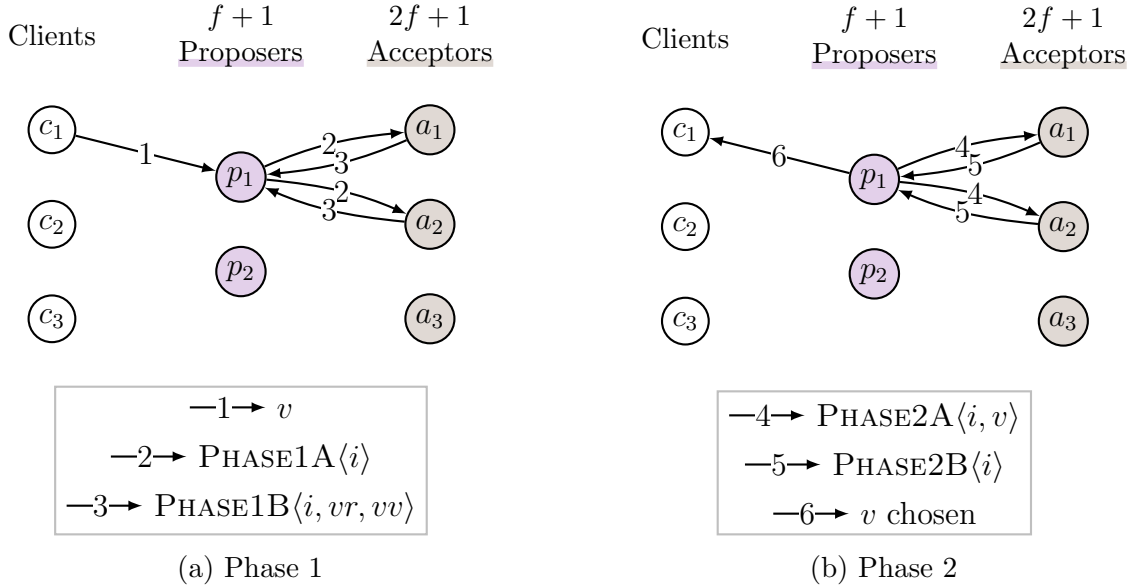 Clients
f + 1
Proposers
2f + 1
Acceptors
c1
c2
c3
p1
p2
a1
a2
a3
1
2
3
2
3
1 v
2 PHASE1A⟨i⟩
3 PHASE1B⟨i, vr, vv⟩
(a) Phase 1
Clients
f + 1
Proposers
2f + 1
Acceptors
c1
c2
c3
p1
p2
a1
a2
a3
6
4
5
4
5
4 PHASE2A⟨i, v⟩
5 PHASE2B⟨i⟩
6 v chosen
(b) Phase 2